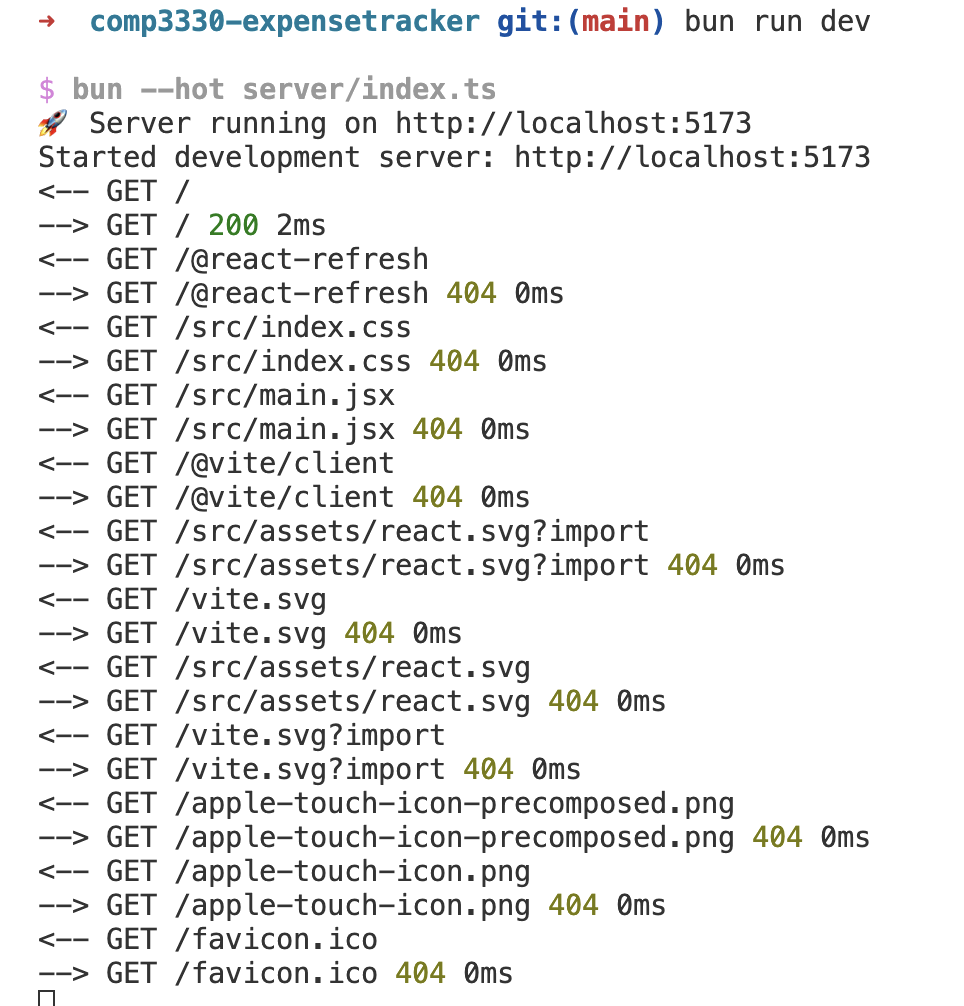 ➜  comp3330-expensetracker git:(main) bun run dev
$ bun --hot server/index.ts
🚀 Server running on http://localhost:5173
Started development server: http://localhost:5173
<-- GET /
--> GET / 200 2ms
<-- GET /@react-refresh
--> GET /@react-refresh 404 0ms
<-- GET /src/index.css
--> GET /src/index.css 404 0ms
<-- GET /src/main.jsx
--> GET /src/main.jsx 404 0ms
<-- GET /@vite/client
--> GET /@vite/client 404 0ms
<-- GET /src/assets/react.svg?import
--> GET /src/assets/react.svg?import 404 0ms
<-- GET /vite.svg
--> GET /vite.svg 404 0ms
<-- GET /src/assets/react.svg
--> GET /src/assets/react.svg 404 0ms
<-- GET /vite.svg?import
--> GET /vite.svg?import 404 0ms
<-- GET /apple-touch-icon-precomposed.png
--> GET /apple-touch-icon-precomposed.png 404 0ms
<-- GET /apple-touch-icon.png
--> GET /apple-touch-icon.png 404 0ms
<-- GET /favicon.ico
--> GET /favicon.ico 404 0ms